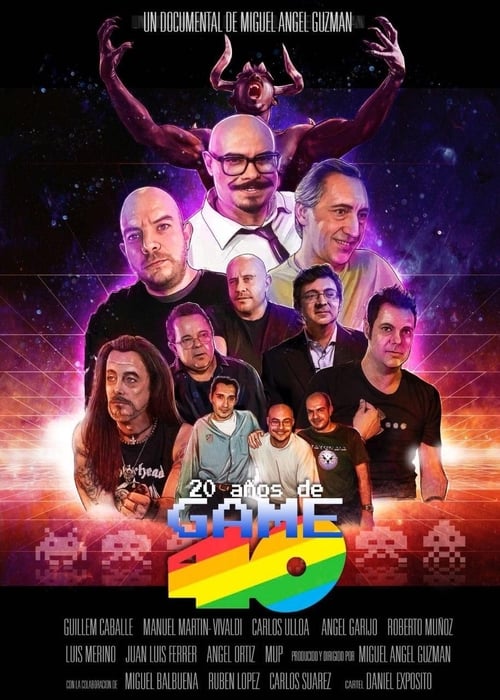 UN DOCUMENTAL DE MIGUEL ANGEL GUZMAN
Motörhead
20 años de
GAME
40
GUILLEM CABALLE MANUEL MARTIN-VIVALDI CARLOS ULLOA ANGEL GARIJO ROBERTO MUÑOZ
LUIS MERINO JUAN LUIS FERRER ANGEL ORTIZ MUP PRODUCIDO Y DIRIGIDO POR MIGUEL ANGEL GUZMAN
CON LA COLABORACION DE MIGUEL BALBUENA RUBEN LOPEZ CARLOS SUAREZ CARTEL DANIEL EXPOSITO